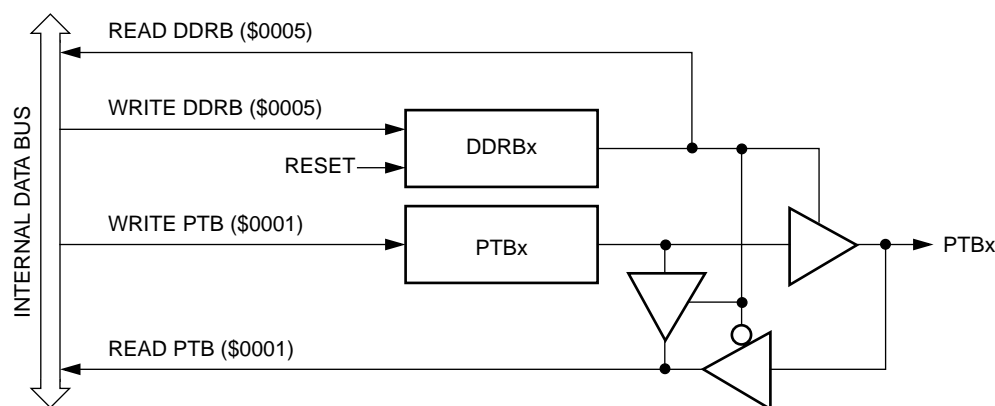 READ DDRB ($0005)
WRITE DDRB ($0005)
DDRBx
RESET
WRITE PTB ($0001)
PTBx
PTBx
READ PTB ($0001)
INTERNAL DATA BUS